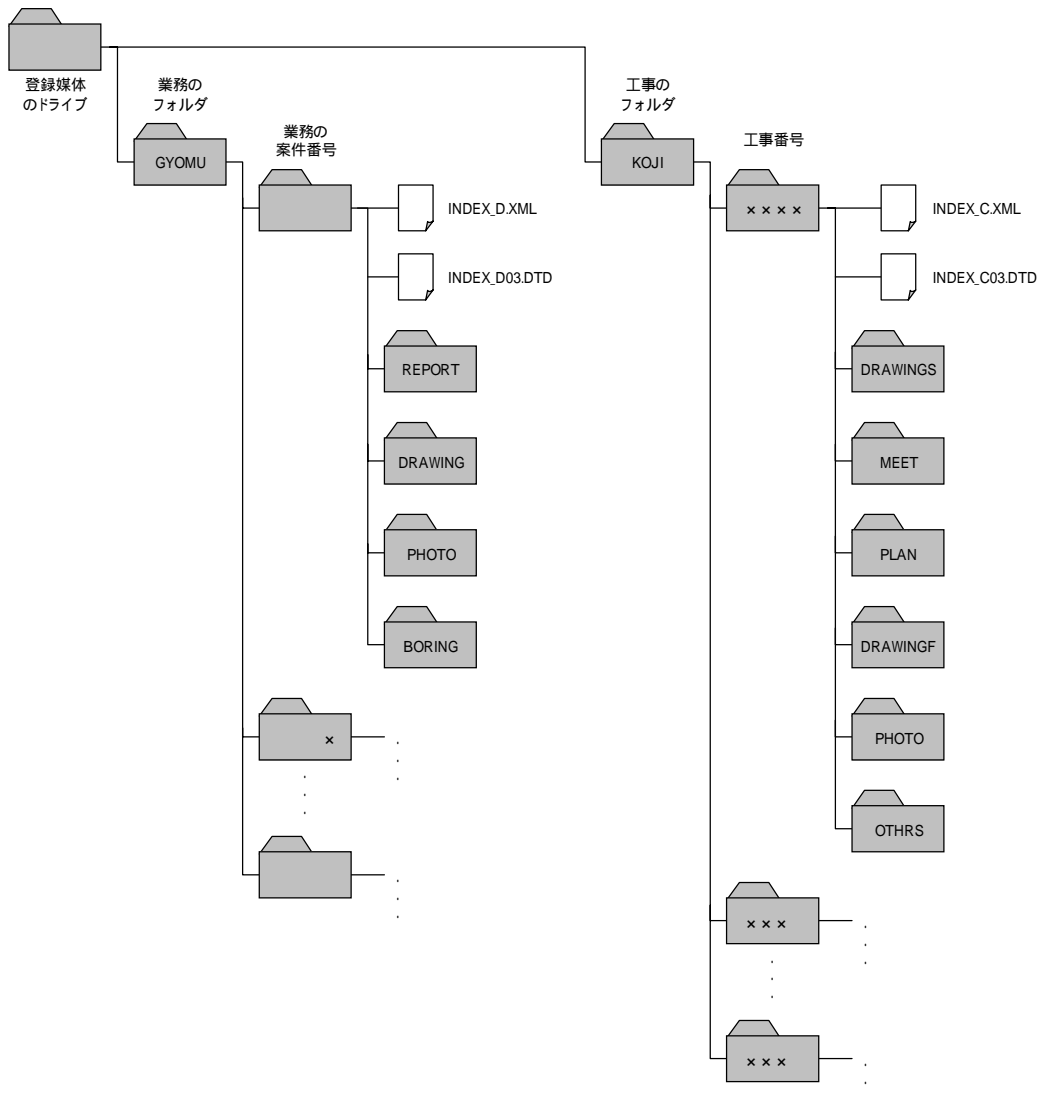 登録媒体
のドライブ
業務の
フォルダ
GYOMU
業務の
案件番号
INDEX_D.XML
INDEX_D03.DTD
REPORT
DRAWING
PHOTO
BORING
×
工事の
フォルダ
KOJI
工事番号
××××
INDEX_C.XML
INDEX_C03.DTD
DRAWINGS
MEET
PLAN
DRAWINGF
PHOTO
OTHRS
×××
×××